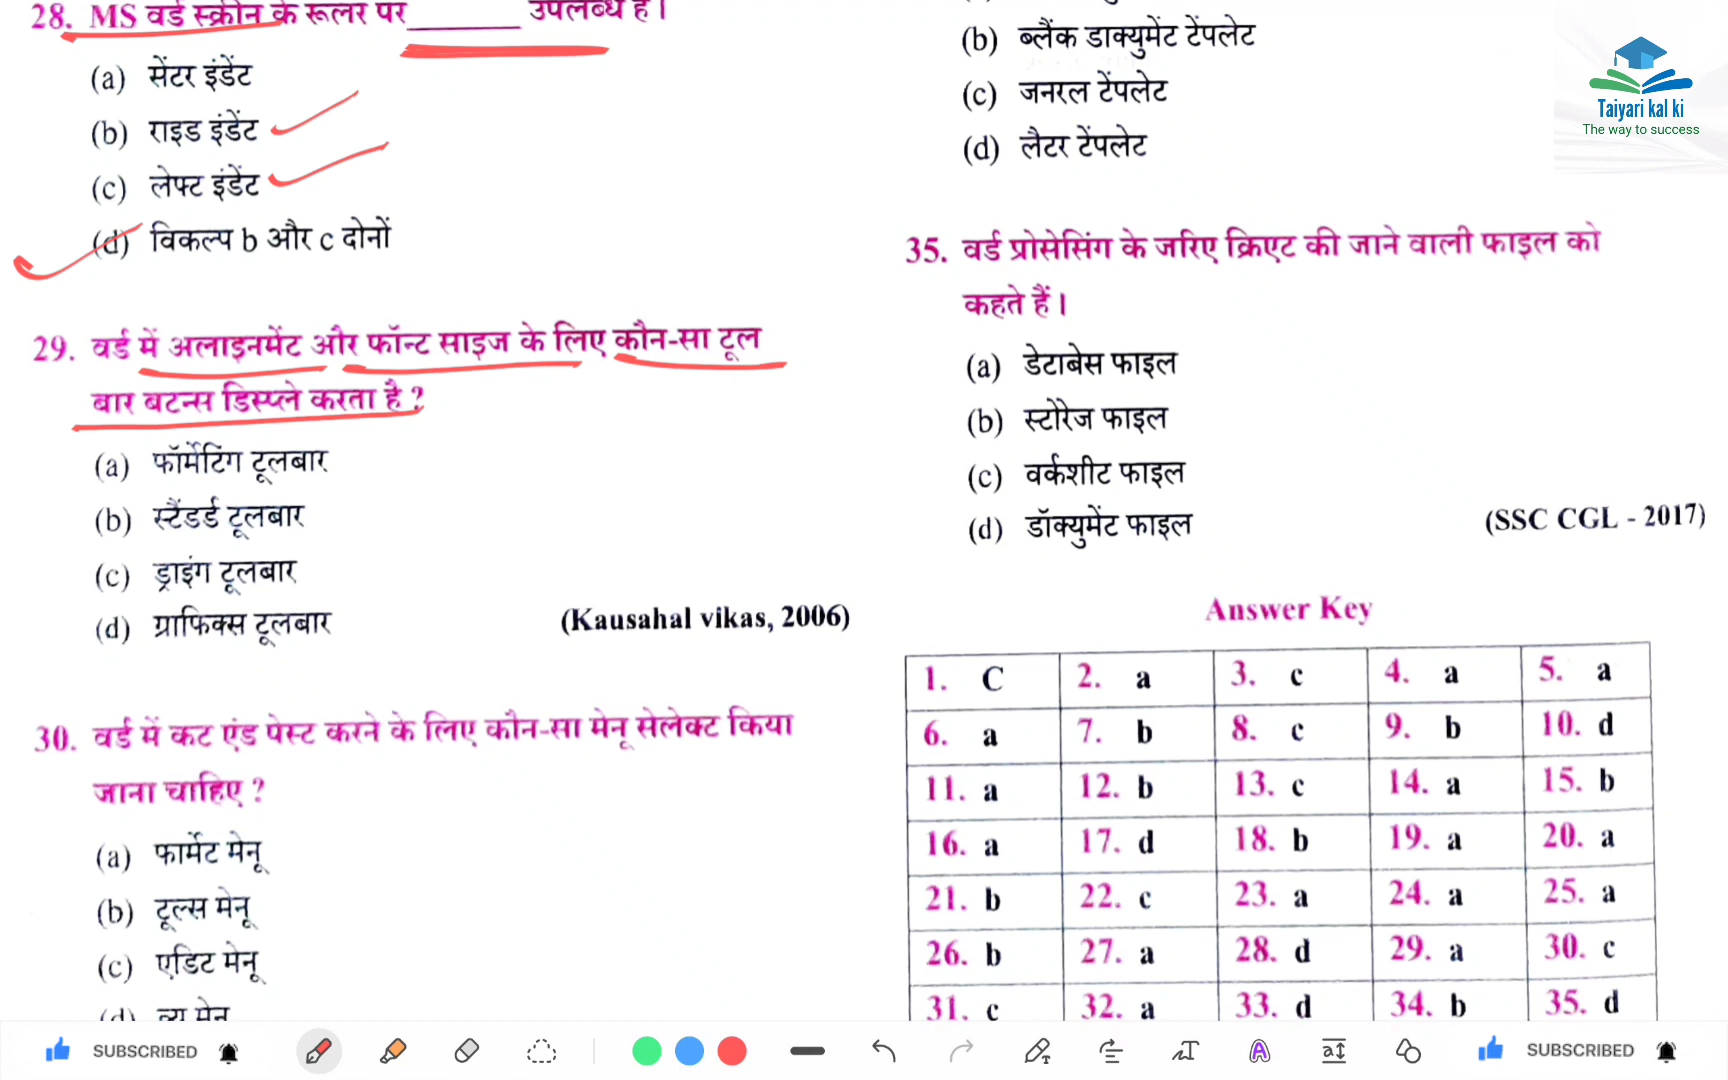 28. MS वर्ड स्क्रीन के रूलर पर ________ उपलब्ध है।
(a) सेंटर इंडेंट
(b) राइड इंडेंट
(c) लेफ्ट इंडेंट
(d) विकल्प b और c दोनों
29. वर्ड में अलाइनमेंट और फॉन्ट साइज के लिए कौन-सा टूल
बार बटन्स डिस्प्ले करता है ?
(a) फॉर्मेटिंग टूलबार
(b) स्टैंडर्ड टूलबार
(c) ड्राइंग टूलबार
(d) ग्राफिक्स टूलबार (Kausahal vikas, 2006)
30. वर्ड में कट एंड पेस्ट करने के लिए कौन-सा मेनू सेलेक्ट किया
जाना चाहिए ?
(a) फार्मेट मेनू
(b) टूल्स मेनू
(c) एडिट मेनू
(d) व्यू मेनू
(b) ब्लैंक डाक्युमेंट टेंपलेट
(c) जनरल टेंपलेट
(d) लैटर टेंपलेट
35. वर्ड प्रोसेसिंग के जरिए क्रिएट की जाने वाली फाइल को
कहते हैं।
(a) डेटाबेस फाइल
(b) स्टोरेज फाइल
(c) वर्कशीट फाइल
(d) डॉक्युमेंट फाइल (SSC CGL - 2017)
Answer Key
1. C 2. a 3. c 4. a 5. a
6. a 7. b 8. c 9. b 10. d
11. a 12. b 13. c 14. a 15. b
16. a 17. d 18. b 19. a 20. a
21. b 22. c 23. a 24. a 25. a
26. b 27. a 28. d 29. a 30. c
31. c 32. a 33. d 34. b 35. d
Taiyari kal ki
The way to success
SUBSCRIBED SUBSCRIBED